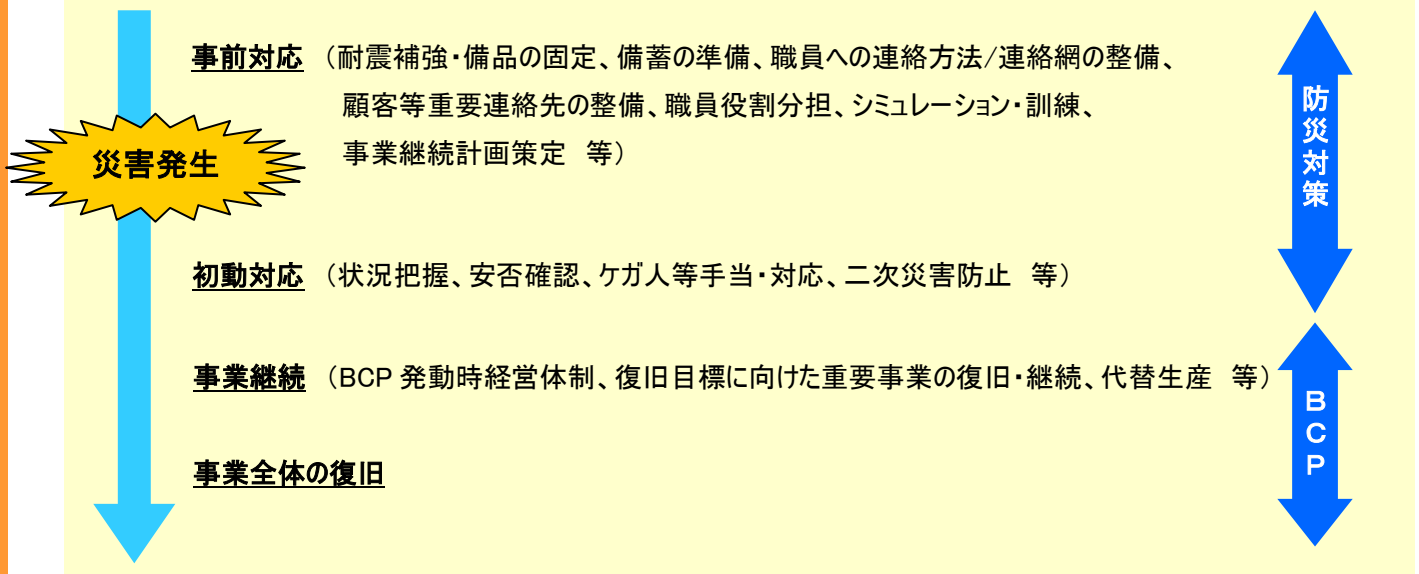 事前対応 （耐震補強・備品の固定、備蓄の準備、職員への連絡方法/連絡網の整備、
顧客等重要連絡先の整備、職員役割分担、シミュレーション・訓練、
事業継続計画策定　等）
災害発生
初動対応 （状況把握、安否確認、ケガ人等手当・対応、二次災害防止　等）
事業継続 （BCP 発動時経営体制、復旧目標に向けた重要事業の復旧・継続、代替生産　等）
事業全体の復旧
防災対策
BCP